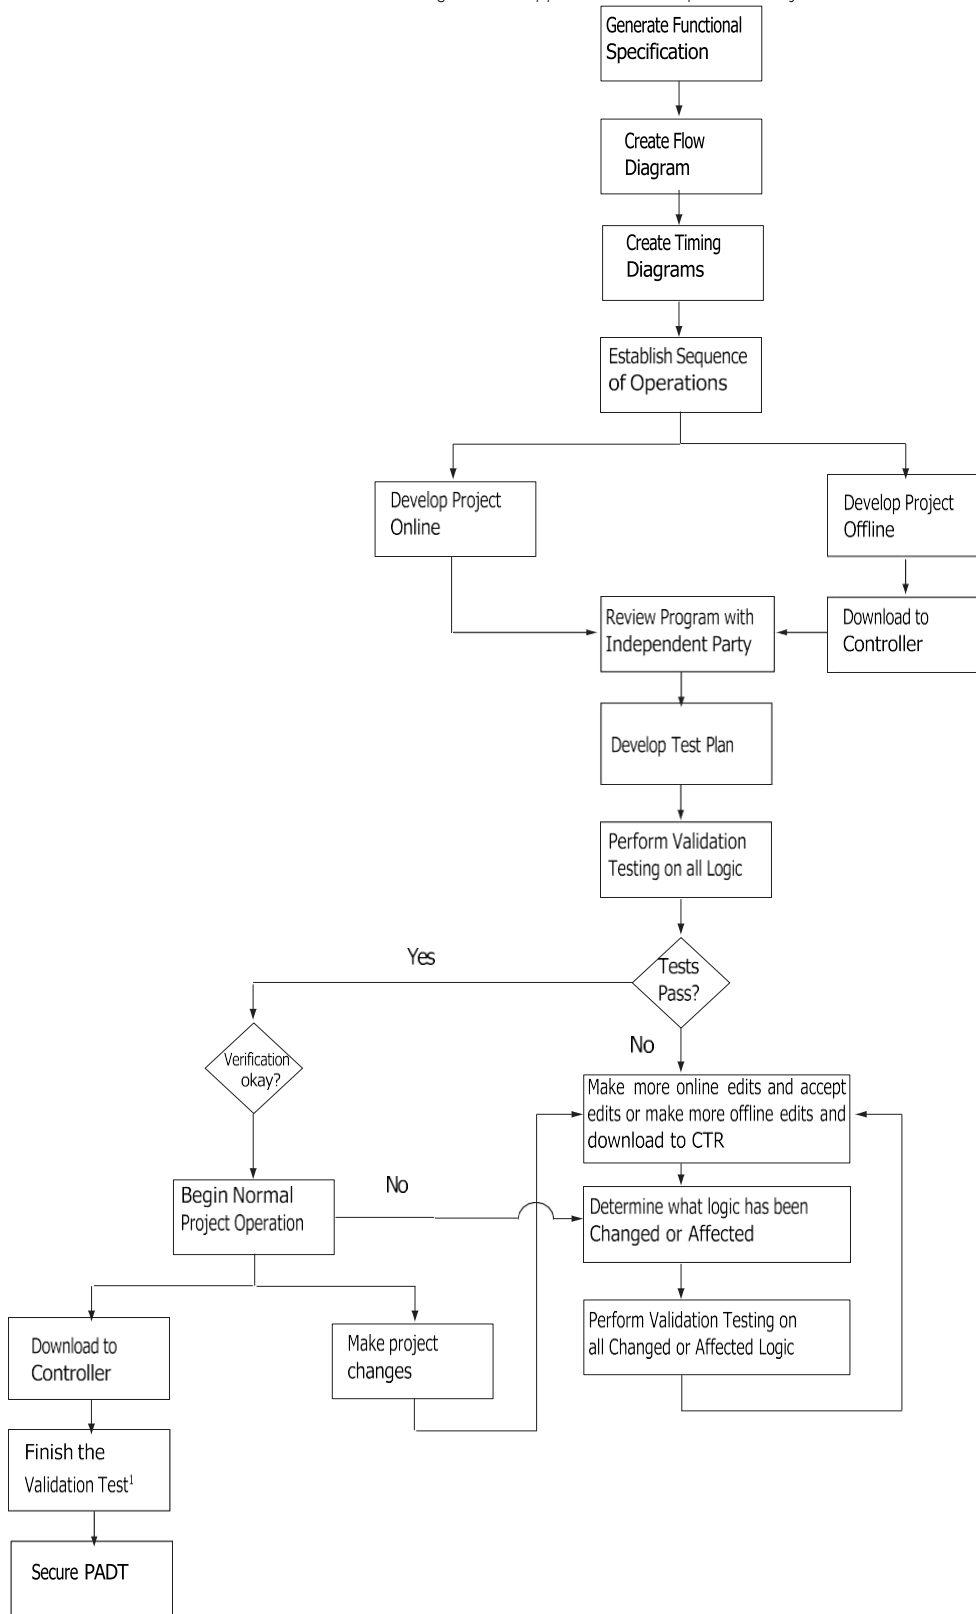 Generate Functional
Specification
Create Flow
Diagram
Create Timing
Diagrams
Establish Sequence
of Operations
Develop Project
Online
Develop Project
Offline
Review Program with
Independent Party
Download to
Controller
Develop Test Plan
Perform Validation
Testing on all Logic
Yes
Tests
Pass?
No
Verification
okay?
Make more online edits and accept
edits or make more offline edits and
download to CTR
Begin Normal
Project Operation
No
Determine what logic has been
Changed or Affected
Download to
Controller
Make project
changes
Perform Validation Testing on
all Changed or Affected Logic
Finish the
Validation Test¹
Secure PADT